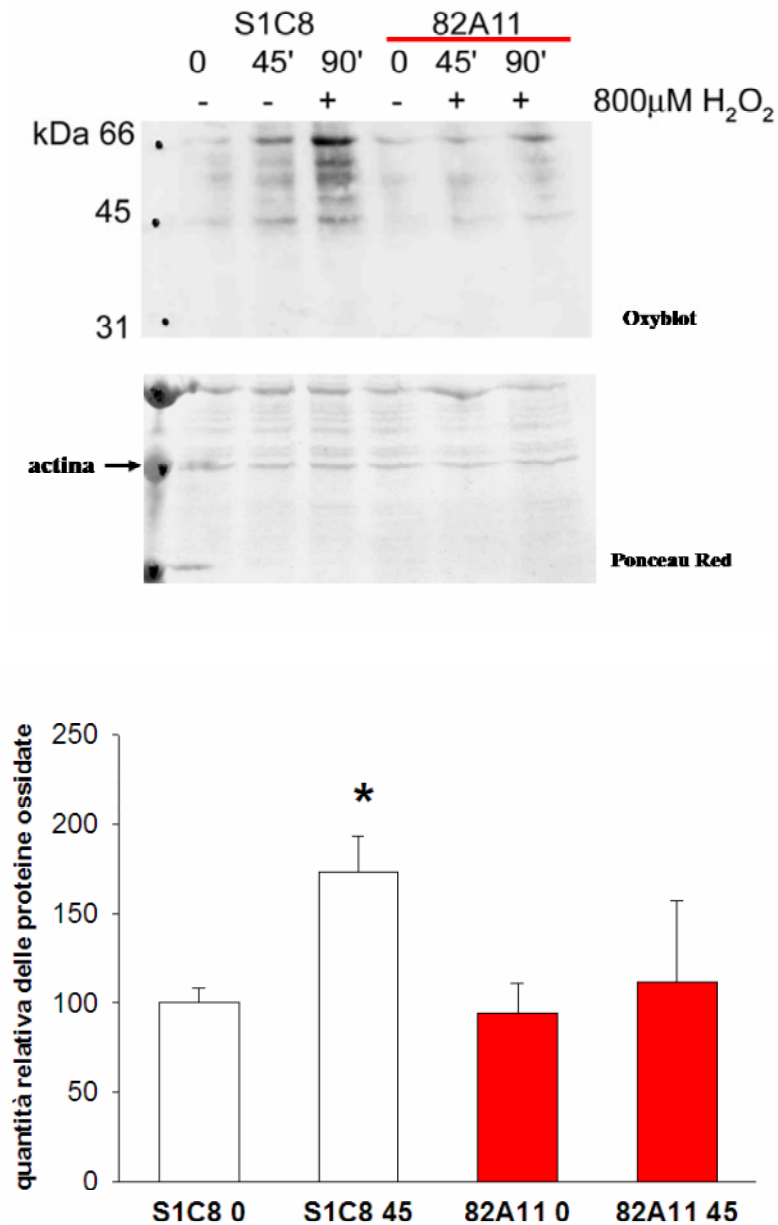 S1C8 82A11
0 45' 90' 0 45' 90'
- - + - + + 800µM H2O2
kDa 66
45
31
Oxyblot
actina
Ponceau Red
quantità relativa delle proteine ossidate
250
200
150
100
50
0
*
S1C8 0 S1C8 45 82A11 0 82A11 45